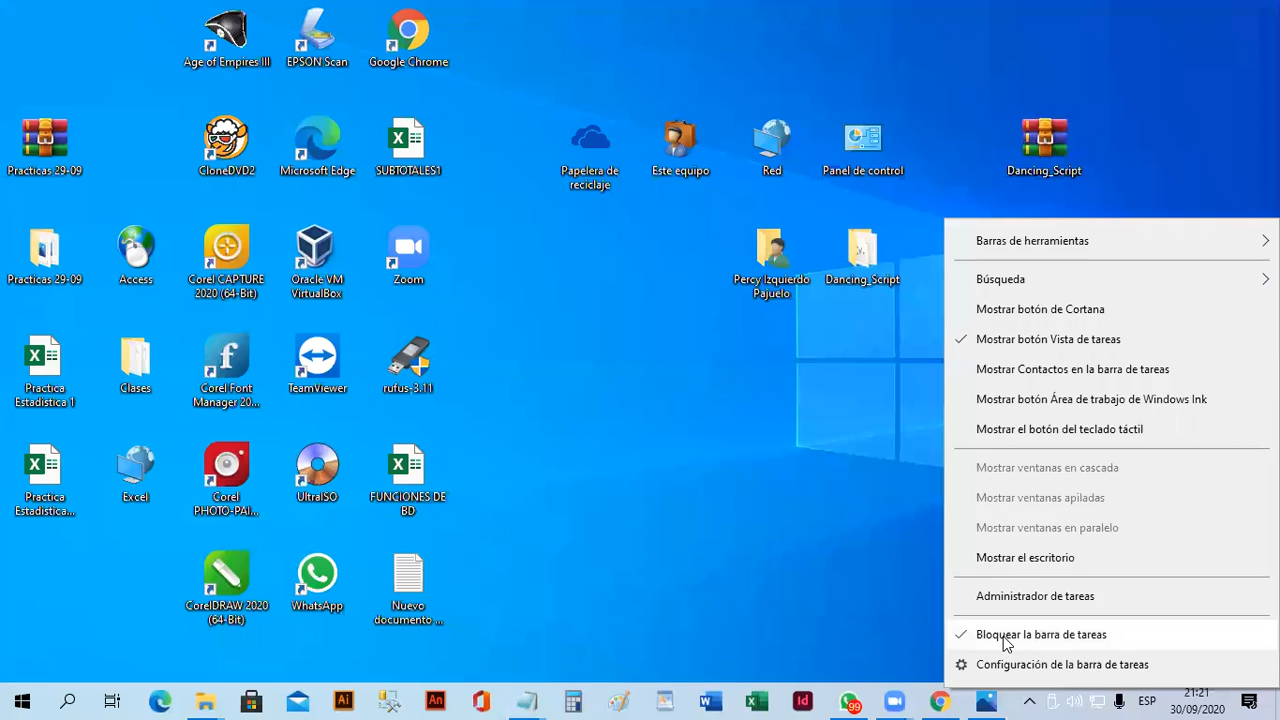 Age of Empires III
EPSON Scan
Google Chrome
Practicas 29-09
CloneDVD2
Microsoft Edge
SUBTOTALES1
Papelera de
reciclaje
Este equipo
Red
Panel de control
Dancing_Script
Practicas 29-09
Access
Corel CAPTURE
2020 (64-Bit)
Oracle VM
VirtualBox
Zoom
Percy Izquierdo
Pajuelo
Dancing_Script
Practica
Estadistica 1
Clases
Corel Font
Manager 20...
TeamViewer
rufus-3.11
Practica
Estadistica...
Excel
Corel
PHOTO-PAI...
UltraISO
FUNCIONES DE
BD
CorelDRAW 2020
(64-Bit)
WhatsApp
Nuevo
documento ...
Barras de herramientas
Búsqueda
Mostrar botón de Cortana
Mostrar botón Vista de tareas
Mostrar Contactos en la barra de tareas
Mostrar botón Área de trabajo de Windows Ink
Mostrar el botón del teclado táctil
Mostrar ventanas en cascada
Mostrar ventanas apiladas
Mostrar ventanas en paralelo
Mostrar el escritorio
Administrador de tareas
Bloquear la barra de tareas
Configuración de la barra de tareas
Ai
An
Id
99
ESP
21:21
30/09/2020